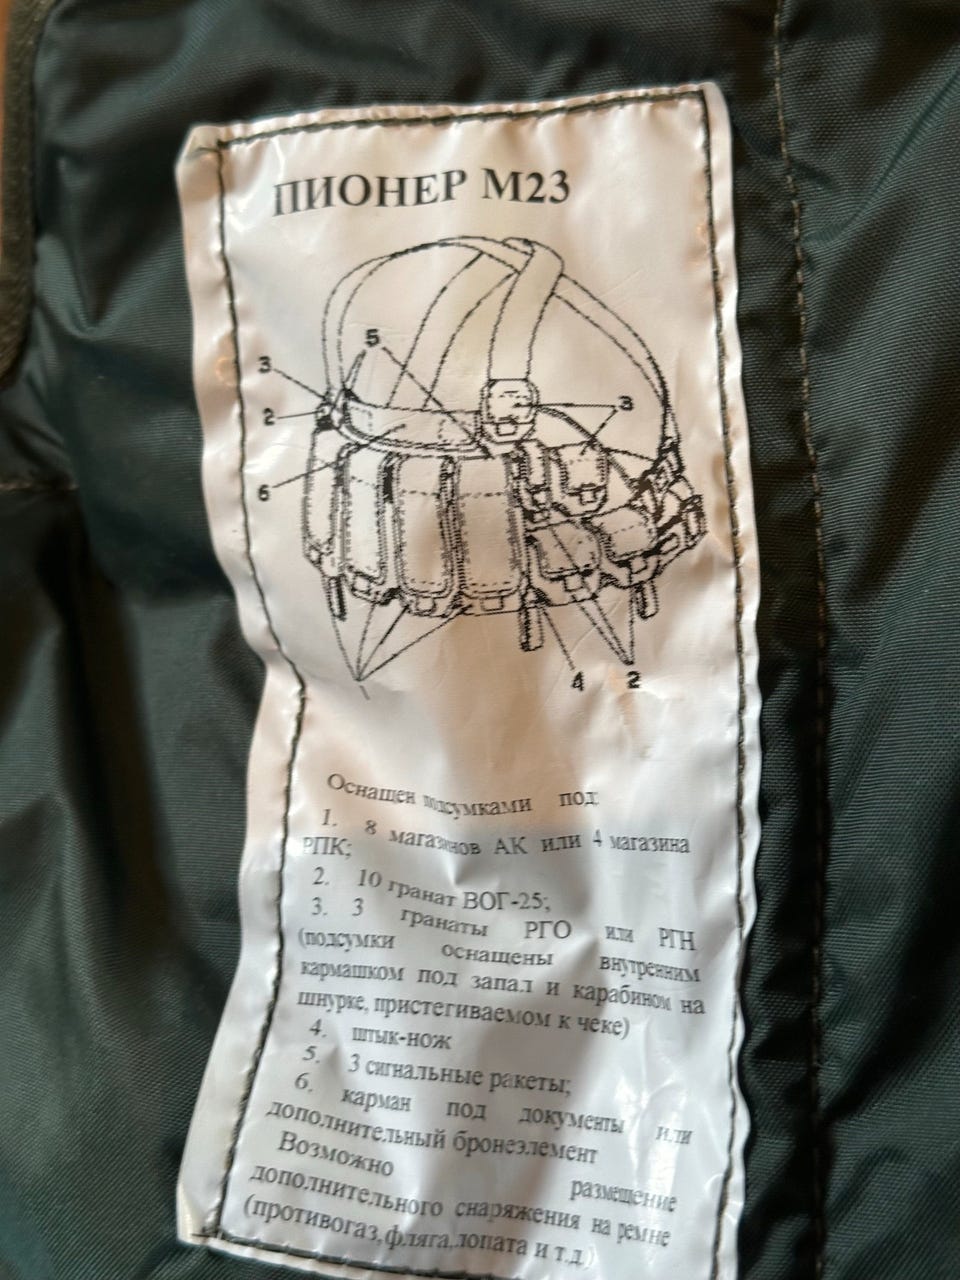 ПИОНЕР М23
5
3
2
3
6
4
2
Оснащен подсумками под:
1. 8 магазинов АК или 4 магазина
РПК;
2. 10 гранат ВОГ-25;
3. 3 гранаты РГО или РГН
(подсумки оснащены внутренним
кармашком под запал и карабином на
шнурке, пристегиваемом к чеке)
4. штык-нож
5. 3 сигнальные ракеты;
6. карман под документы или
дополнительный бронеэлемент
Возможно размещение
дополнительного снаряжения на ремне
(противогаз,фляга,лопата и т.д.)